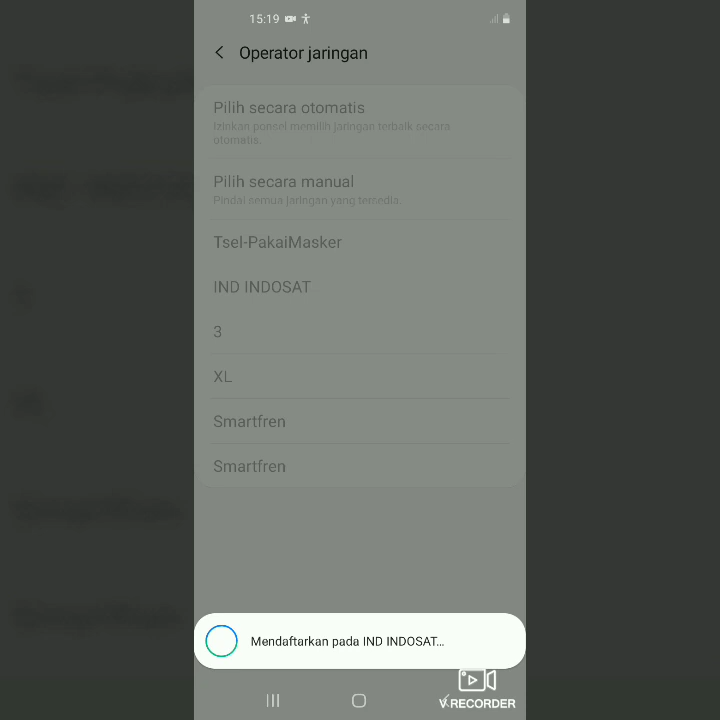 15:19
Operator jaringan
Pilih secara otomatis
Izinkan ponsel memilih jaringan terbaik secara
otomatis.
Pilih secara manual
Pindai semua jaringan yang tersedia.
Tsel-PakaiMasker
IND INDOSAT
3
XL
Smartfren
Smartfren
Mendaftarkan pada IND INDOSAT...
V.RECORDER